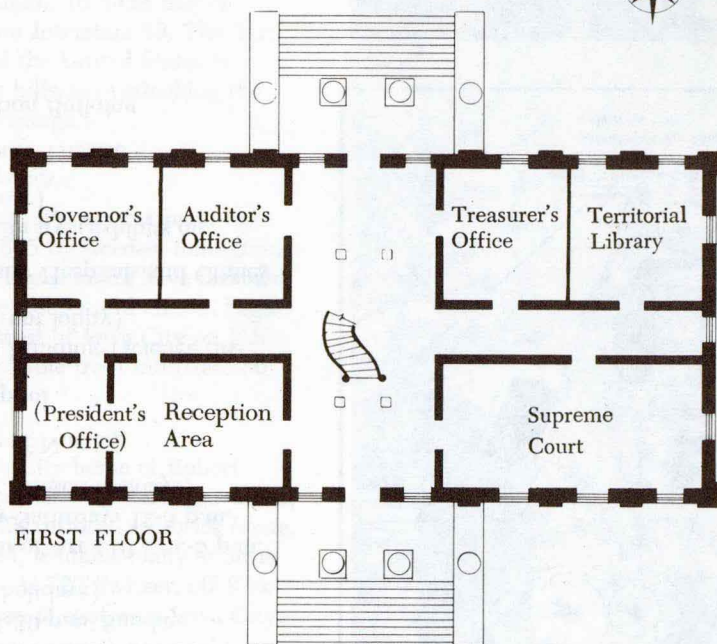 Governor's
Office
Auditor's
Office
Treasurer's
Office
Territorial
Library
(President's
Office)
Reception
Area
Supreme
Court
FIRST FLOOR